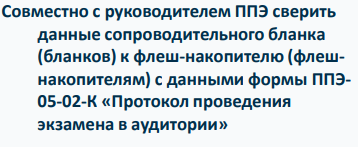 Совместно с руководителем ППЭ сверить
данные сопроводительного бланка
(бланков) к флеш-накопителю (флеш-
накопителям) с данными формы ППЭ-
05-02-К «Протокол проведения
экзамена в аудитории»